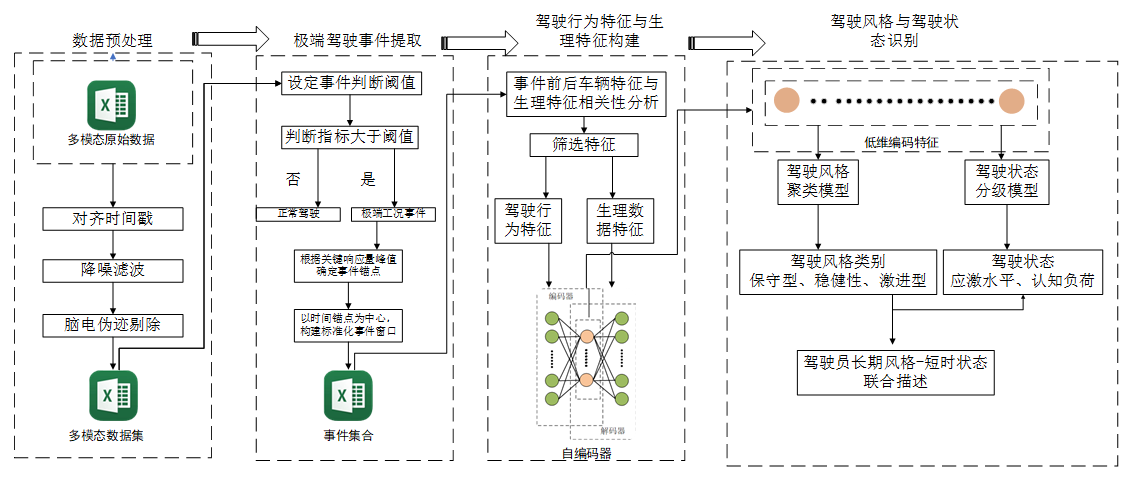 数据预处理
多模态原始数据
对齐时间戳
降噪滤波
脑电伪迹剔除
多模态数据集
极端驾驶事件提取
设定事件判断阈值
判断指标大于阈值
否
是
正常驾驶
极端工况事件
根据关键响应量峰值
确定事件锚点
以时间锚点为中心，
构建标准化事件窗口
事件集合
驾驶行为特征与生
理特征构建
事件前后车辆特征与
生理特征相关性分析
筛选特征
驾驶行
为特征
生理数
据特征
编码器
解码器
自编码器
驾驶风格与驾驶状
态识别
低维编码特征
驾驶风格
聚类模型
驾驶状态
分级模型
驾驶风格类别
保守型、稳健性、激进型
驾驶状态
应激水平、认知负荷
驾驶员长期风格-短时状态
联合描述